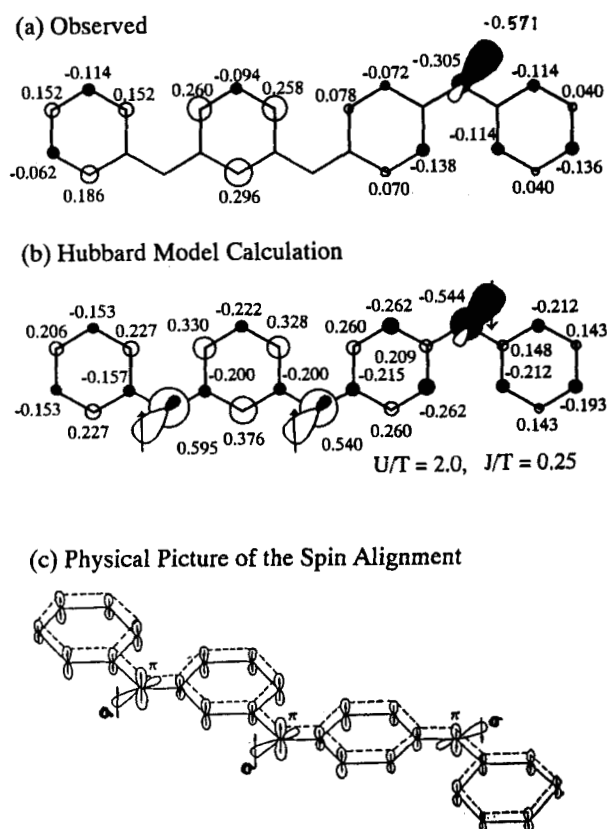 (a) Observed
-0.571
-0.114 -0.094 -0.072 -0.305 -0.114
0.152 0.152 0.260 0.258 0.078 0.040
-0.114
-0.062 -0.138 -0.136
0.186 0.296 0.070 0.040
(b) Hubbard Model Calculation
-0.153 -0.222 -0.262 -0.544 -0.212
0.206 0.227 0.330 0.328 0.260 0.143
0.209 0.148
-0.157 -0.200 -0.200 -0.215 -0.212
-0.153 -0.262 -0.193
0.227 0.376 0.260 0.143
0.595 0.540
U/T = 2.0, J/T = 0.25
(c) Physical Picture of the Spin Alignment
π
σ π π σ
σ